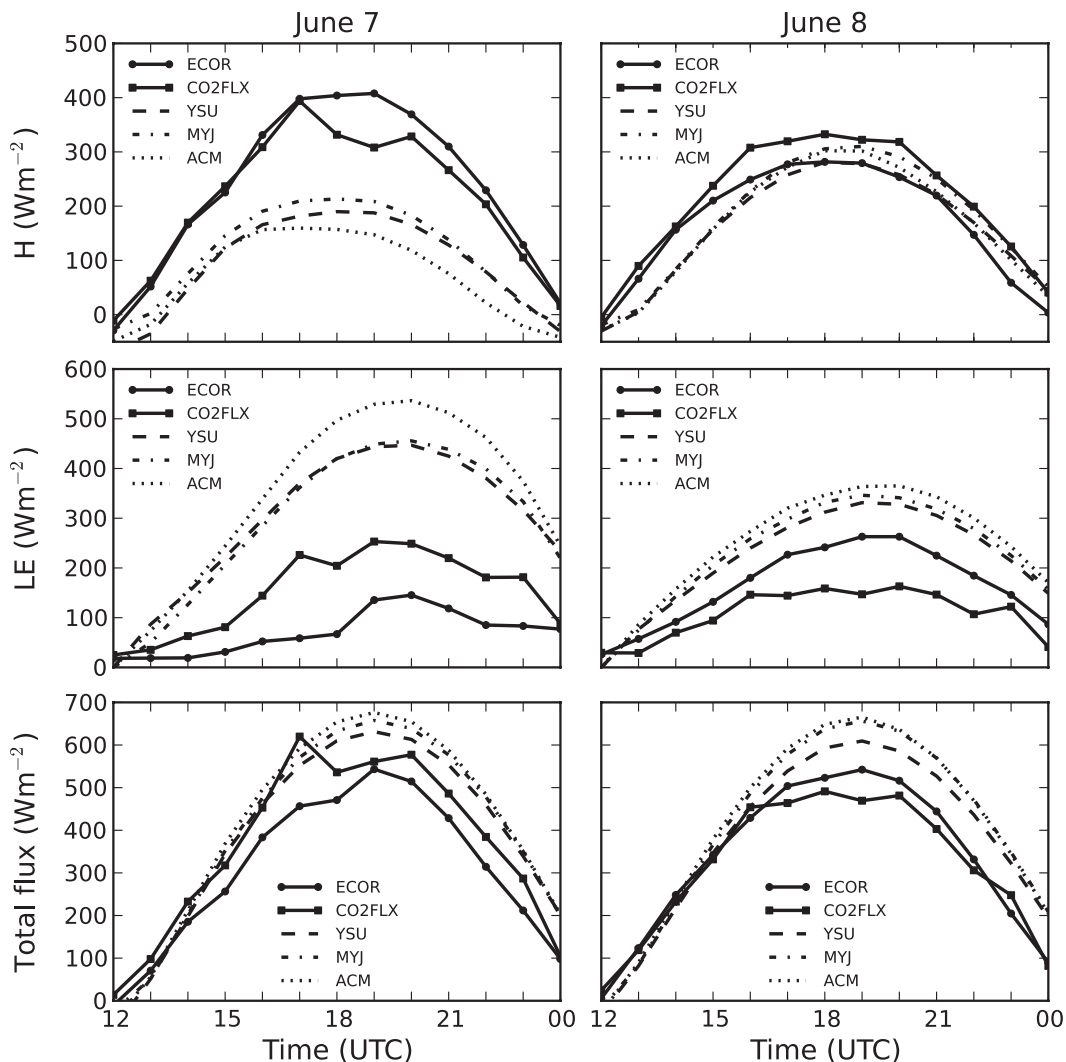 June 7
June 8
500
400
300
200
100
0
H (Wm⁻²)
ECOR
CO2FLX
YSU
MYJ
ACM
ECOR
CO2FLX
YSU
MYJ
ACM
600
500
400
300
200
100
0
LE (Wm⁻²)
ECOR
CO2FLX
YSU
MYJ
ACM
ECOR
CO2FLX
YSU
MYJ
ACM
700
600
500
400
300
200
100
0
Total flux (Wm⁻²)
ECOR
CO2FLX
YSU
MYJ
ACM
ECOR
CO2FLX
YSU
MYJ
ACM
12 15 18 21 00
12 15 18 21 00
Time (UTC)
Time (UTC)